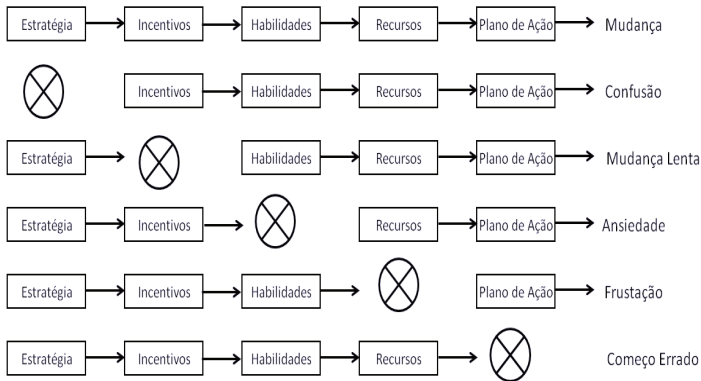 Estratégia Incentivos Habilidades Recursos Plano de Ação Mudança
Incentivos Habilidades Recursos Plano de Ação Confusão
Estratégia Habilidades Recursos Plano de Ação Mudança Lenta
Estratégia Incentivos Recursos Plano de Ação Ansiedade
Estratégia Incentivos Habilidades Plano de Ação Frustação
Estratégia Incentivos Habilidades Recursos Começo Errado